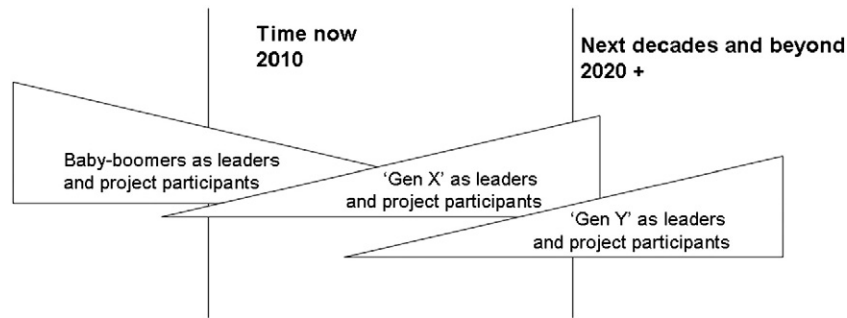 Time now
2010
Next decades and beyond
2020 +
Baby-boomers as leaders
and project participants
‘Gen X’ as leaders
and project participants
‘Gen Y’ as leaders
and project participants